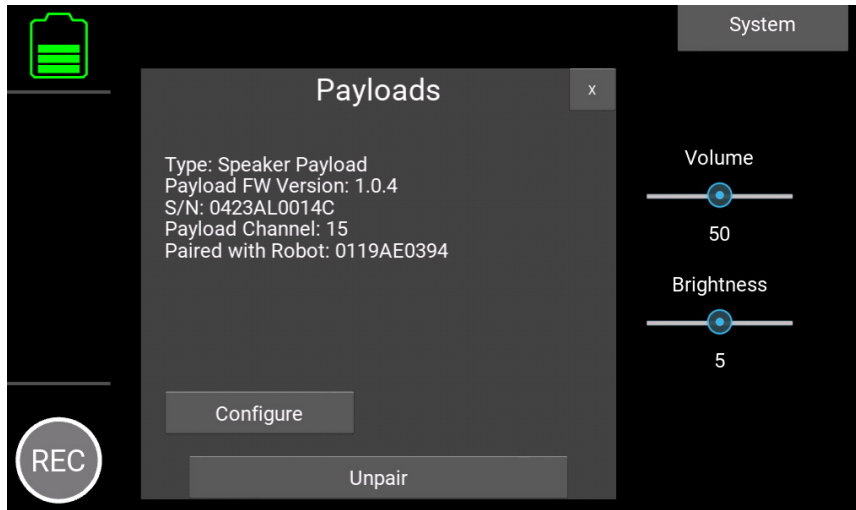 System
Payloads
x
Type: Speaker Payload
Payload FW Version: 1.0.4
S/N: 0423AL0014C
Payload Channel: 15
Paired with Robot: 0119AE0394
Volume
50
Brightness
5
Configure
Unpair
REC